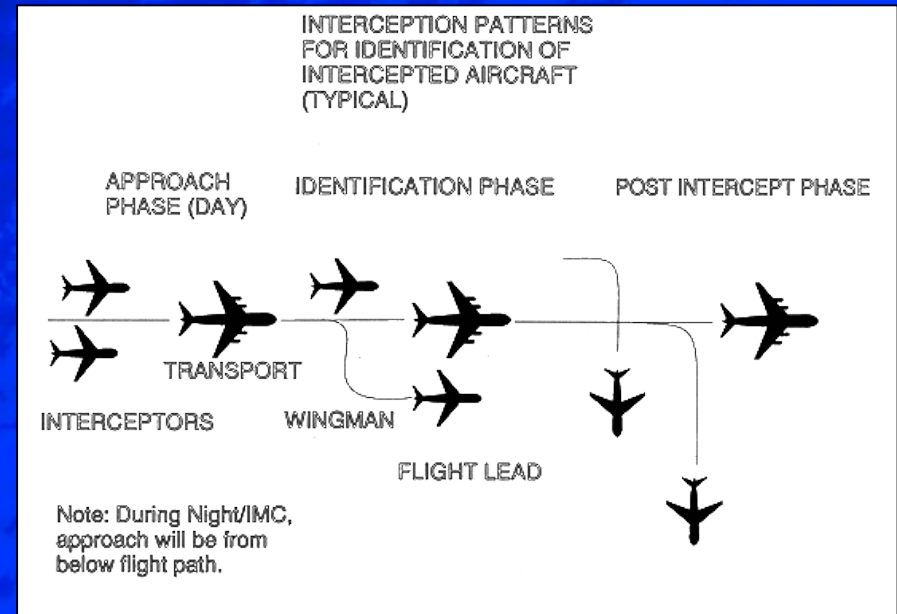 INTERCEPTION PATTERNS
FOR IDENTIFICATION OF
INTERCEPTED AIRCRAFT
(TYPICAL)
APPROACH
PHASE (DAY)
IDENTIFICATION PHASE
POST INTERCEPT PHASE
TRANSPORT
INTERCEPTORS
WINGMAN
FLIGHT LEAD
Note: During Night/IMC,
approach will be from
below flight path.